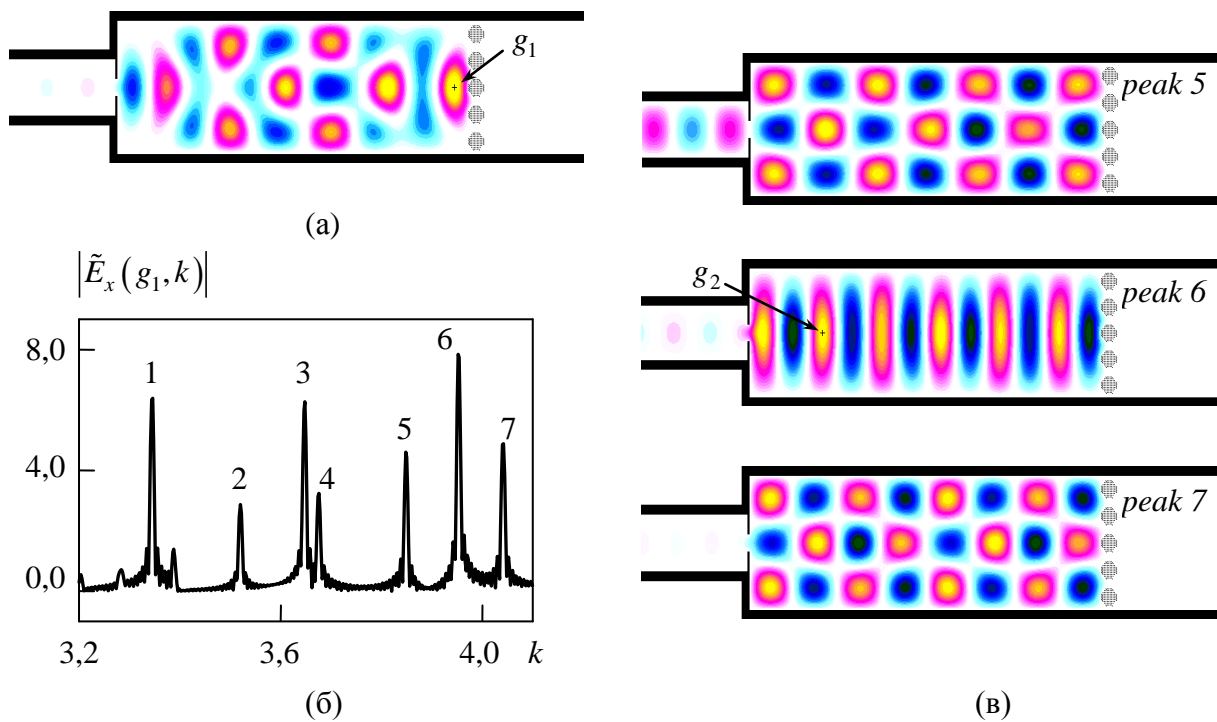 g₁
(а)
peak 5
g₂
peak 6
peak 7
(в)
|Ẽₓ(g₁,k)|
8,0
4,0
0,0
1
2
3
4
5
6
7
3,2
3,6
4,0
k
(б)